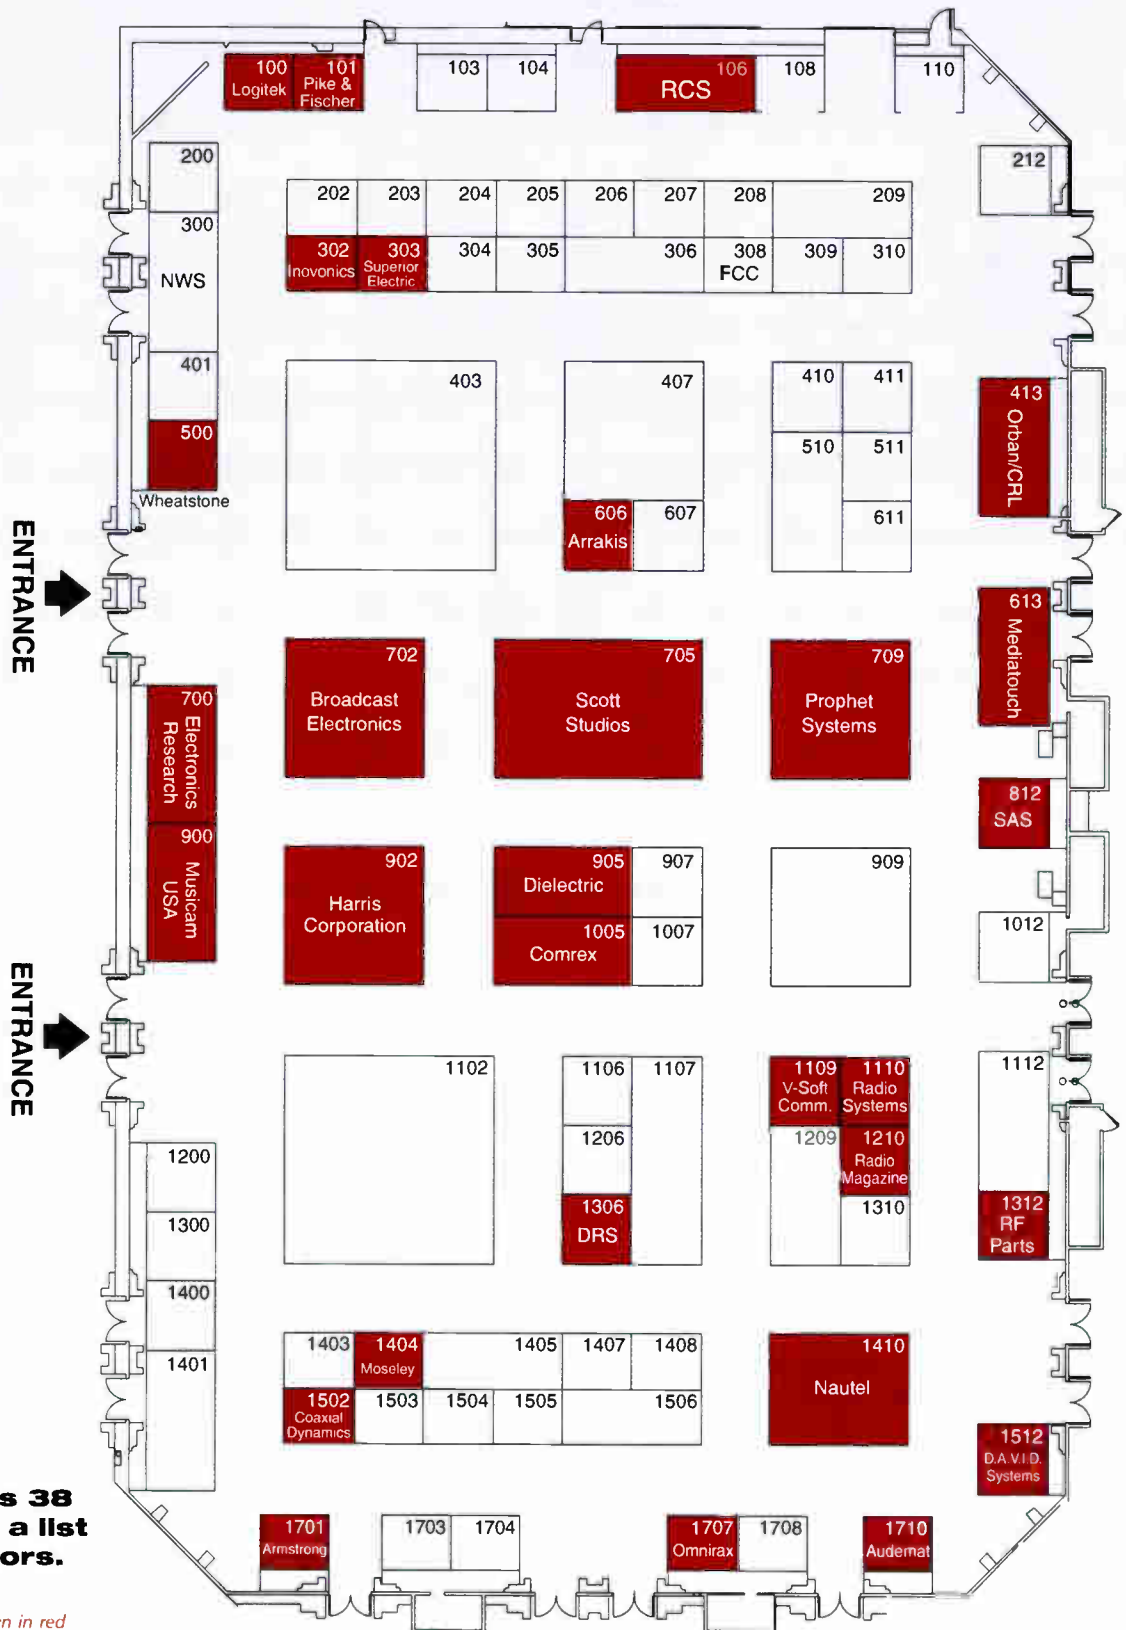 100
Logitek
101
Pike &
Fischer
103
104
106
RCS
108
110
200
300
NWS
401
500
Wheatstone
202
203
204
205
206
207
208
209
212
302
Inovonics
303
Superior
Electric
304
305
306
308
FCC
309
310
403
407
410
411
413
Orban/CRL
510
511
606
Arrakis
607
611
ENTRANCE
613
Mediatouch
702
Broadcast
Electronics
705
Scott
Studios
709
Prophet
Systems
700
Electronics
Research
812
SAS
900
Musicam
USA
902
Harris
Corporation
905
Dielectric
907
909
1005
Comrex
1007
1012
ENTRANCE
1102
1106
1107
1109
V-Soft
Comm.
1110
Radio
Systems
1112
1200
1206
1209
1210
Radio
Magazine
1300
1306
DRS
1310
1312
RF
Parts
1400
1401
1403
1404
Moseley
1405
1407
1408
1410
Nautel
1502
Coaxial
Dynamics
1503
1504
1505
1506
1512
D.A.V.I.D.
Systems
s 38
a list
ors.
1701
Armstrong
1703
1704
1707
Omnirax
1708
1710
Audemat
n in red